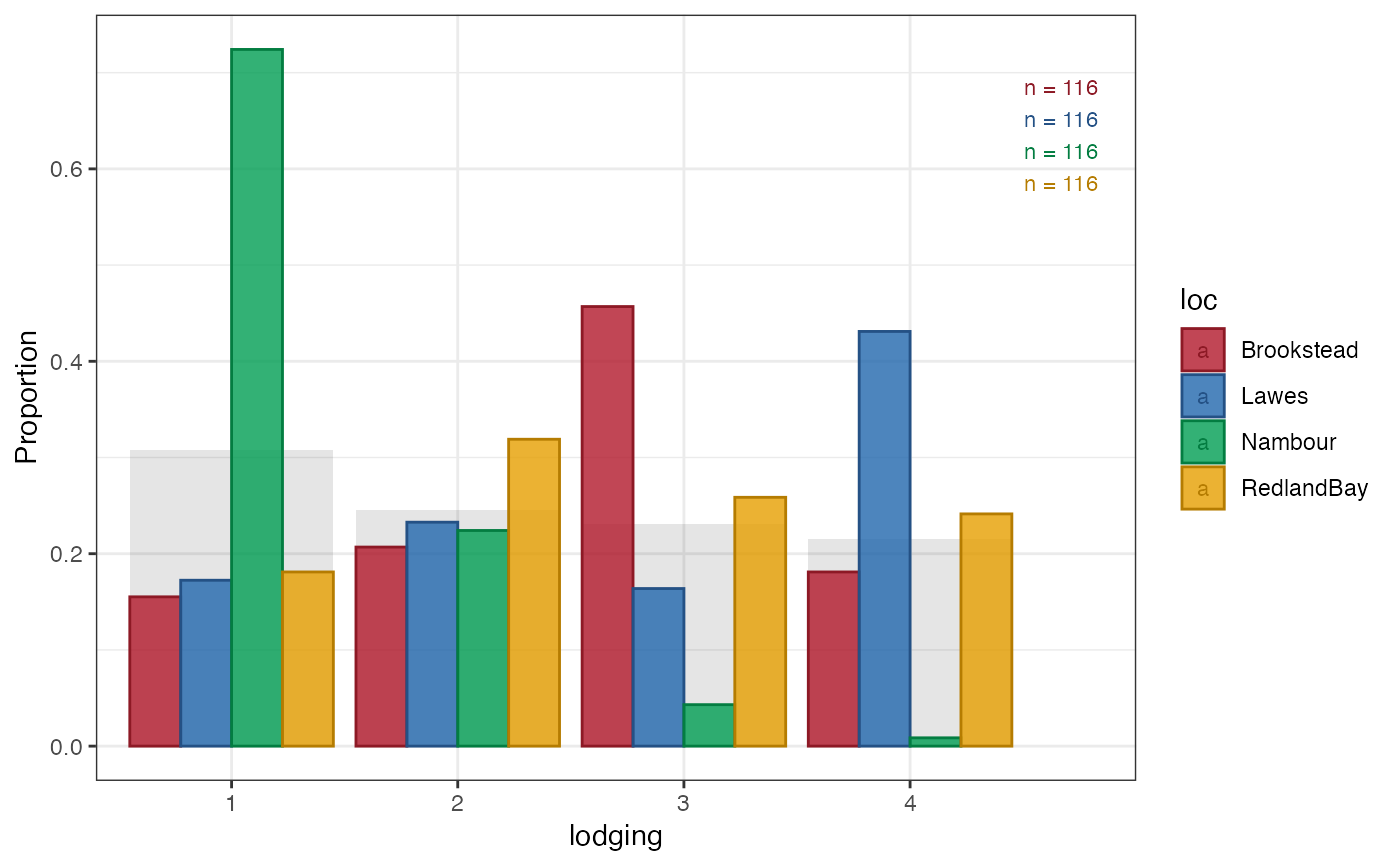 n = 116
n = 116
n = 116
n = 116
0.6
0.4
0.2
0.0
Proportion
1 2 3 4
lodging
loc
a Brookstead
a Lawes
a Nambour
a RedlandBay